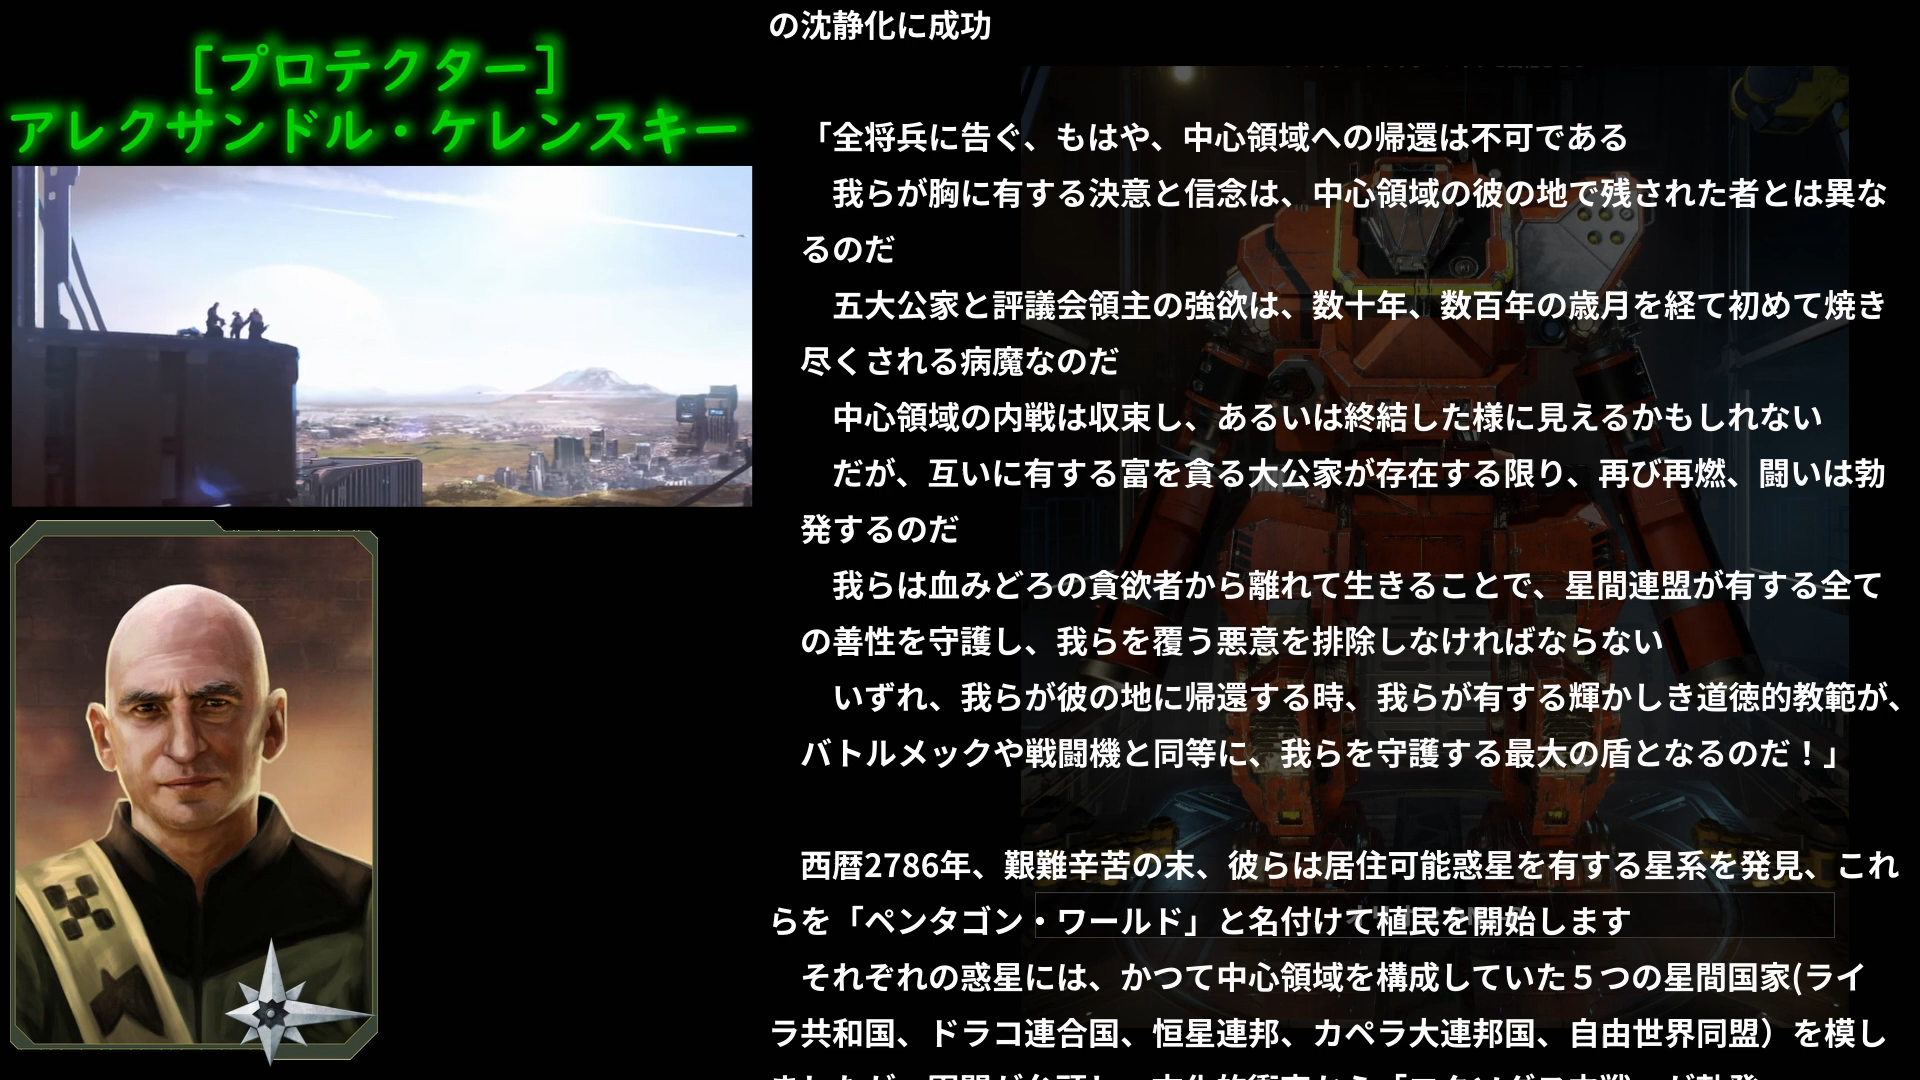 ［プロテクター］
アレクサンドル・ケレンスキー
の沈静化に成功
「全将兵に告ぐ、もはや、中心領域への帰還は不可である
我らが胸に有する決意と信念は、中心領域の彼の地で残された者とは異な
るのだ
五大公家と評議会領主の強欲は、数十年、数百年の歳月を経て初めて焼き
尽くされる病魔なのだ
中心領域の内戦は収束し、あるいは終結した様に見えるかもしれない
だが、互いに有する富を貪る大公家が存在する限り、再び再燃、闘いは勃
発するのだ
我らは血みどろの貪欲者から離れて生きることで、星間連盟が有する全て
の善性を守護し、我らを覆う悪意を排除しなければならない
いずれ、我らが彼の地に帰還する時、我らが有する輝かしき道徳的教範が、
バトルメックや戦闘機と同等に、我らを守護する最大の盾となるのだ！」
西暦2786年、艱難辛苦の末、彼らは居住可能惑星を有する星系を発見、これ
らを「ペンタゴン・ワールド」と名付けて植民を開始します
それぞれの惑星には、かつて中心領域を構成していた５つの星間国家(ライ
ラ共和国、ドラコ連合国、恒星連邦、カペラ大連邦国、自由世界同盟）を模し